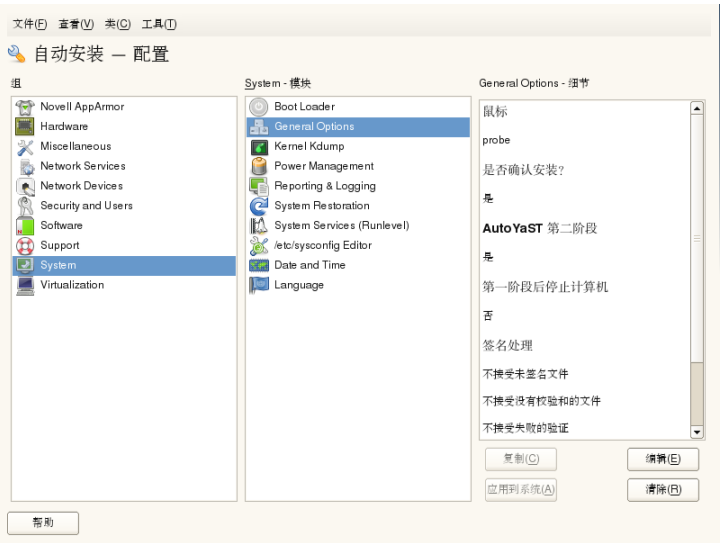 文件(F) 查看(V) 类(C) 工具(T)
自动安装 — 配置
组
Novell AppArmor
Hardware
Miscellaneous
Network Services
Network Devices
Security and Users
Software
Support
System
Virtualization
System - 模块
Boot Loader
General Options
Kernel Kdump
Power Management
Reporting & Logging
System Restoration
System Services (Runlevel)
/etc/sysconfig Editor
Date and Time
Language
General Options - 细节
鼠标
probe
是否确认安装?
是
AutoYaST 第二阶段
是
第一阶段后停止计算机
否
签名处理
不接受未签名文件
不接受没有校验和的文件
不接受失败的验证
复制(C) 编辑(E)
应用到系统(A) 清除(R)
帮助